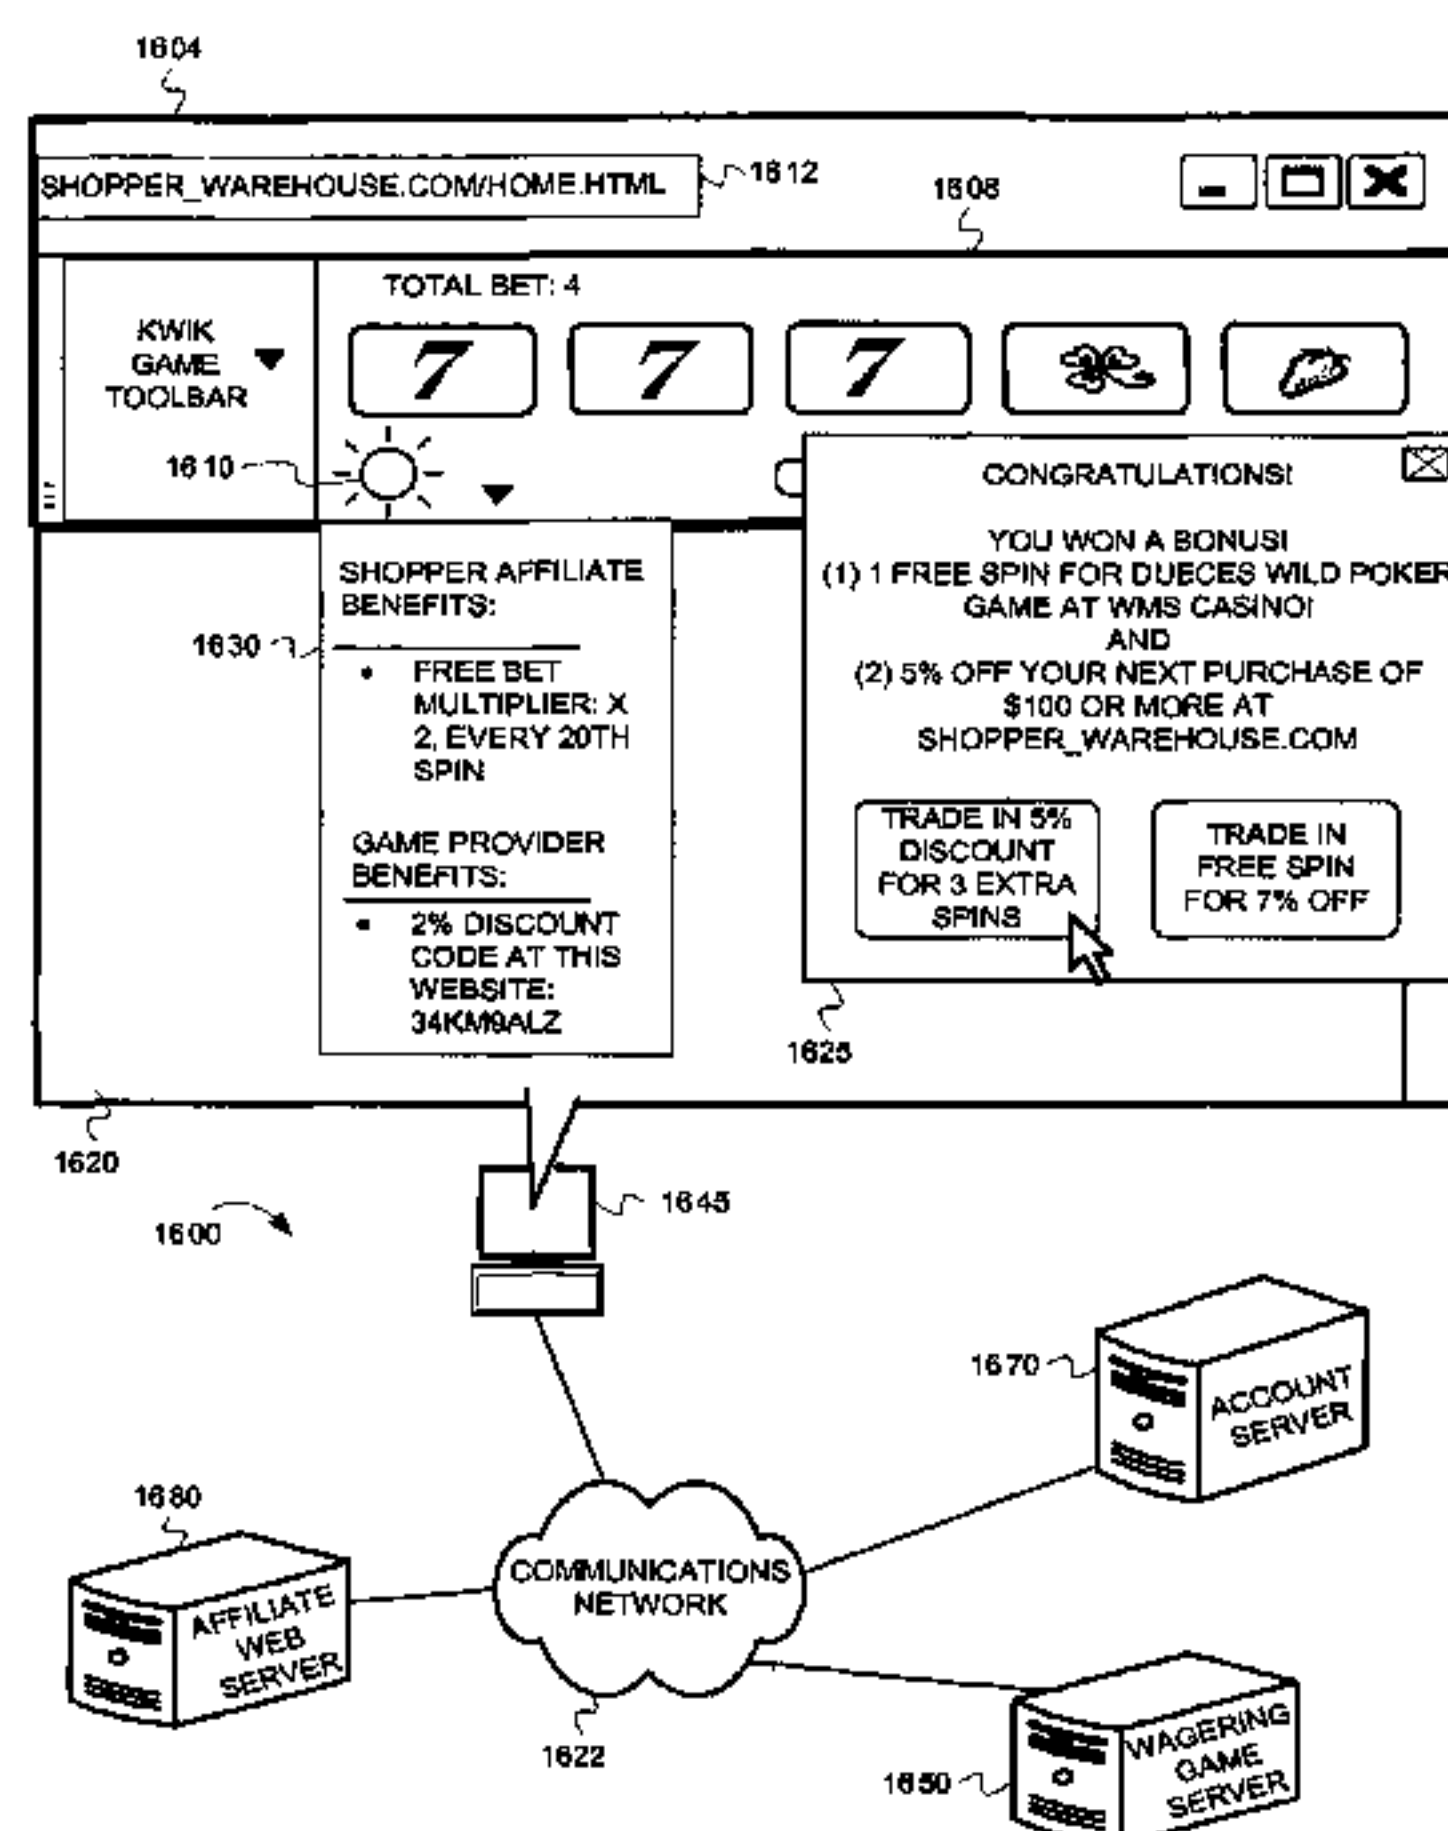 1604
SHOPPER_WAREHOUSE.COM/HOME.HTML
1612
1608
TOTAL BET: 4
KWIK
GAME
TOOLBAR
7 7 7
1610
CONGRATULATIONS!
YOU WON A BONUS!
(1) 1 FREE SPIN FOR DUECES WILD POKER
GAME AT WMS CASINO!
AND
(2) 5% OFF YOUR NEXT PURCHASE OF
$100 OR MORE AT
SHOPPER_WAREHOUSE.COM
TRADE IN 5%
DISCOUNT
FOR 3 EXTRA
SPINS
TRADE IN
FREE SPIN
FOR 7% OFF
1625
SHOPPER AFFILIATE
BENEFITS:
1630
• FREE BET
MULTIPLIER: X
2, EVERY 20TH
SPIN
GAME PROVIDER
BENEFITS:
• 2% DISCOUNT
CODE AT THIS
WEBSITE:
34KM9ALZ
1620
1600
1645
1670
ACCOUNT
SERVER
1680
AFFILIATE
WEB
SERVER
COMMUNICATIONS
NETWORK
1622
1650
WAGERING
GAME
SERVER